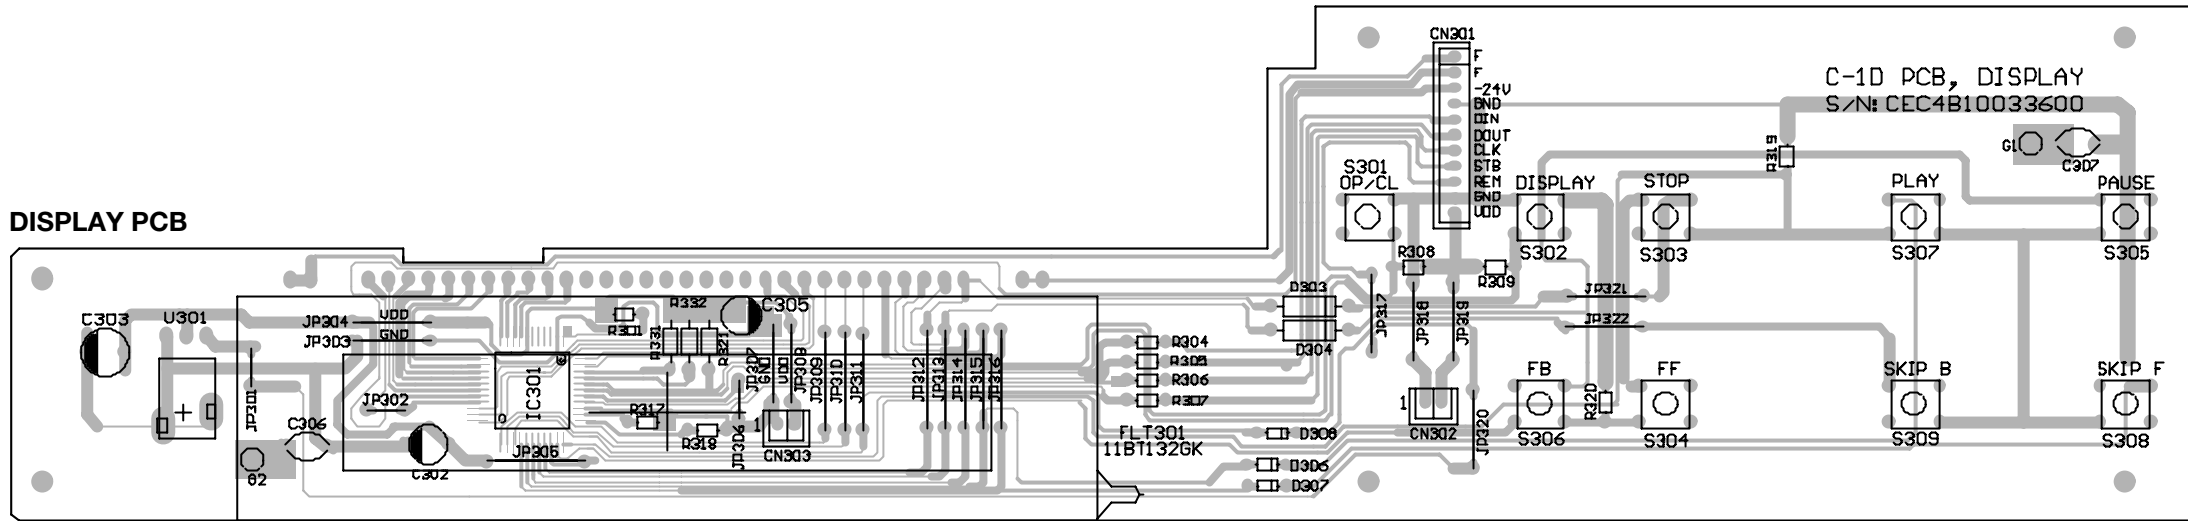 DISPLAY PCB
C303
U301
JP304
VDD
JP303
GND
JP301
JP302
C306
G2
C302
JP305
IC301
R301
R332
R331
R321
C305
JP307
GND
VDD
JP308
JP309
JP310
JP311
R317
R318
JP306
1
CN303
JP312
JP313
JP314
JP315
JP316
FLT301
11BT132GK
R304
R305
R306
R307
D303
D304
D308
D306
D307
CN301
F
F
-24V
GND
DIN
DOUT
CLK
STB
REM
GND
VDD
C-1D PCB, DISPLAY
S/N: CEC4B10033600
R319
G1
C307
S301
OP/CL
DISPLAY
S302
STOP
S303
PLAY
S307
PAUSE
S305
R308
R309
JP317
JP318
JP319
JP321
JP322
1
CN302
JP320
FB
S306
R320
FF
S304
SKIP B
S309
SKIP F
S308